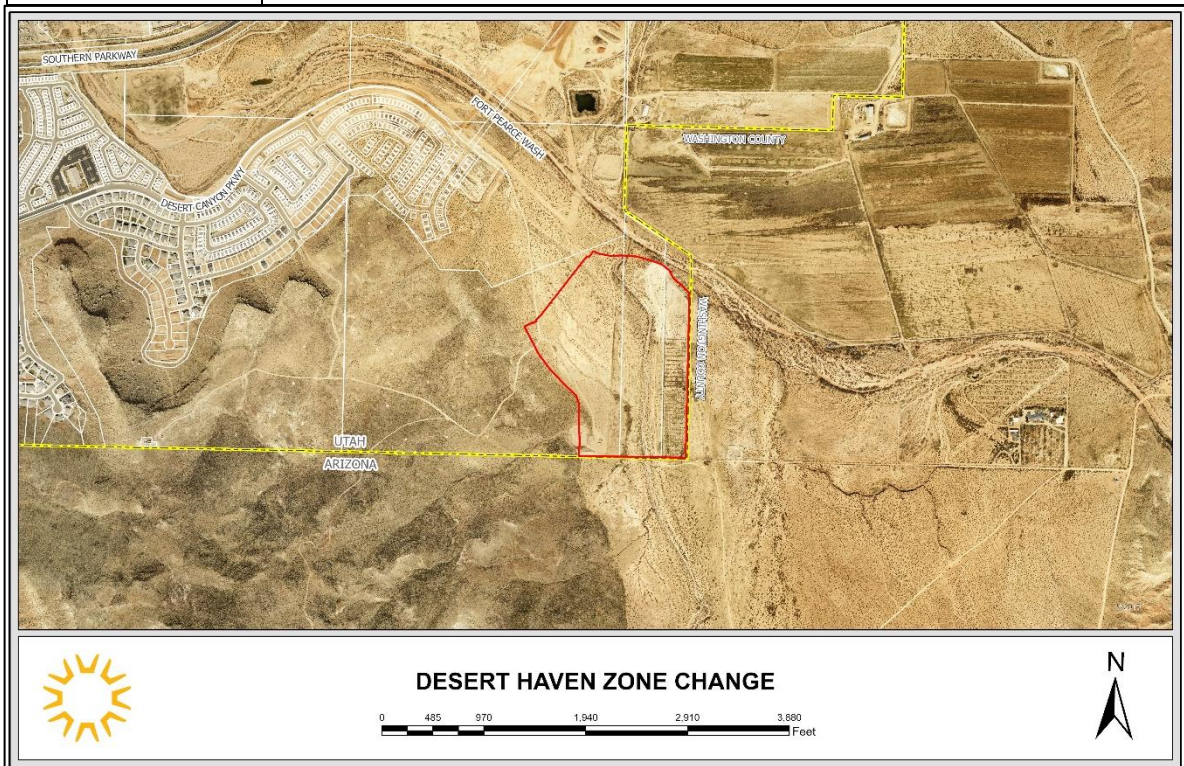 SOUTHERN PARKWAY
FORT PEARCE WASH
WASHINGTON COUNTY
DESERT CANYON PKWY
WASHINGTON COUNTY
UTAH
ARIZONA
DESERT HAVEN ZONE CHANGE
N
0 485 970 1,940 2,910 3,880
Feet